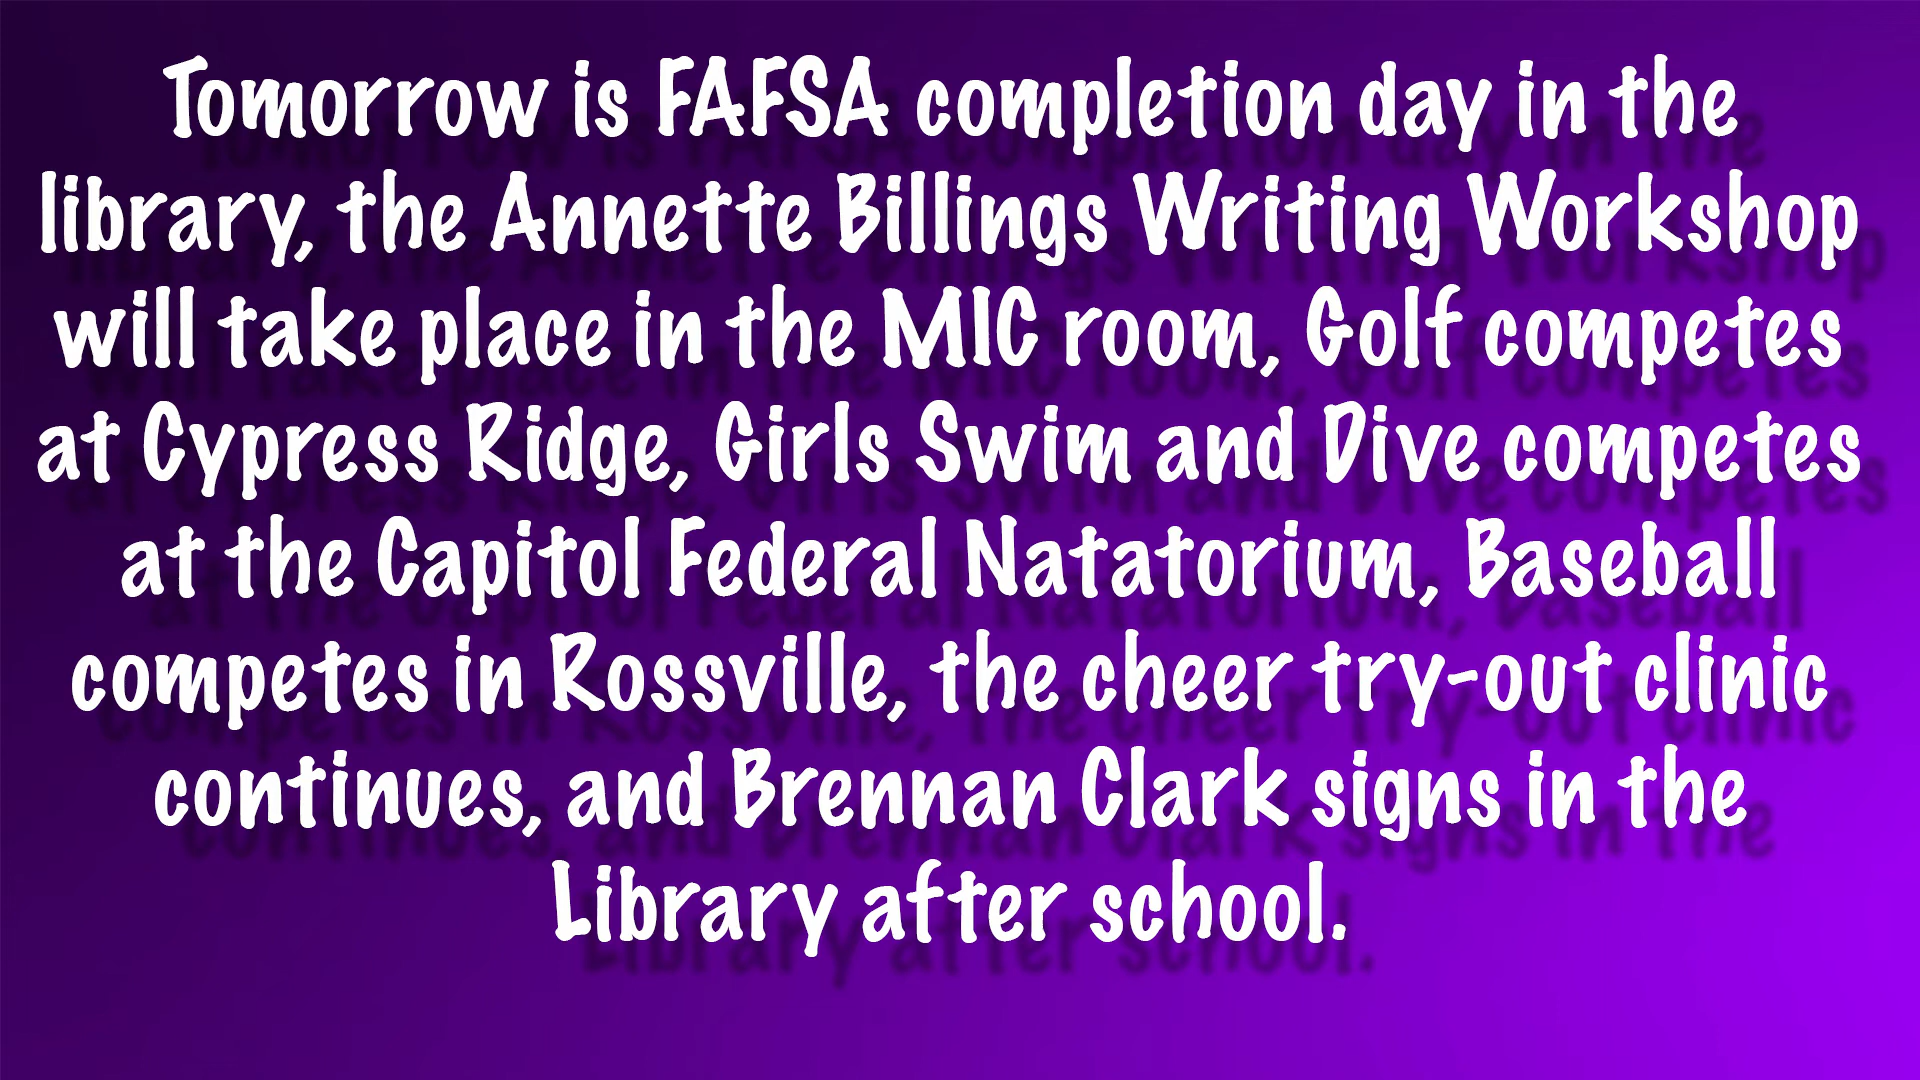 Tomorrow is FAFSA completion day in the
library, the Annette Billings Writing Workshop
will take place in the MIC room, Golf competes
at Cypress Ridge, Girls Swim and Dive competes
at the Capitol Federal Natatorium, Baseball
competes in Rossville, the cheer try-out clinic
continues, and Brennan Clark signs in the
Library after school.